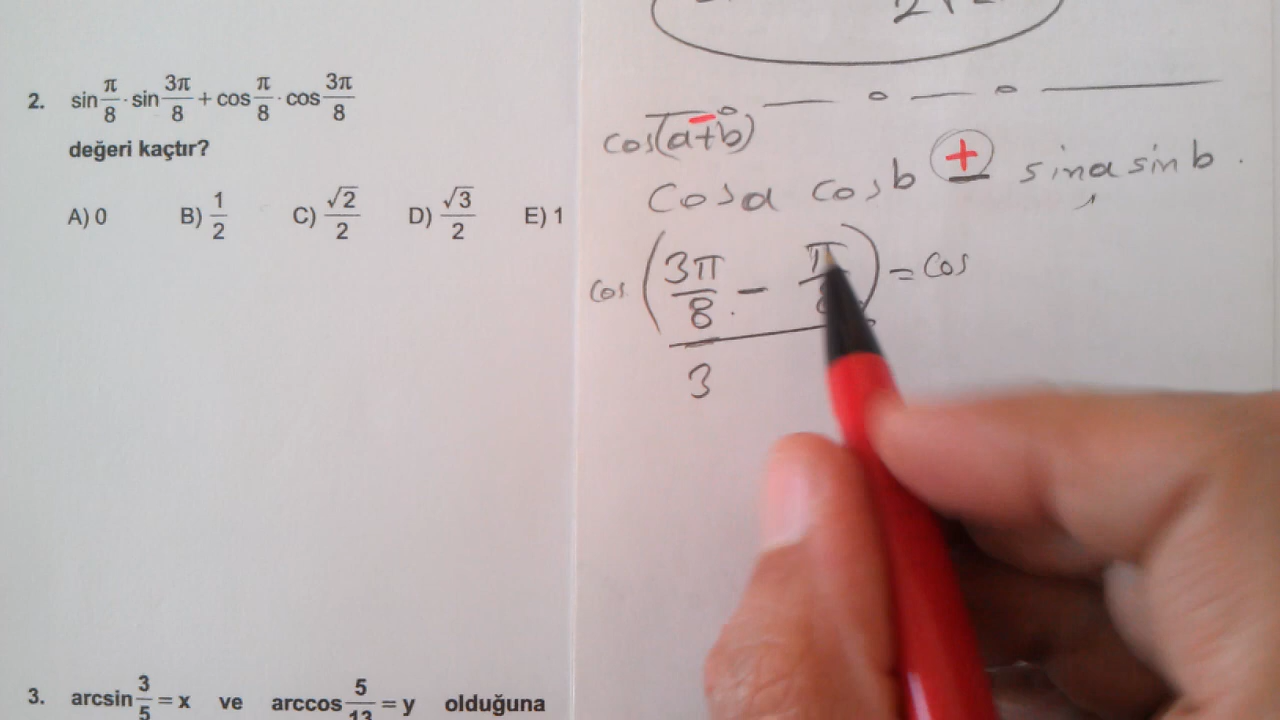 2. sin π/8 · sin 3π/8 + cos π/8 · cos 3π/8
değeri kaçtır?
A) 0 B) 1/2 C) √2/2 D) √3/2 E) 1
3. arcsin 3/5 = x ve arccos 5/13 = y olduğuna
cos(a∓b)
cosa cosb ± sina sinb.
cos(3π/8 − π/8) = cos
3